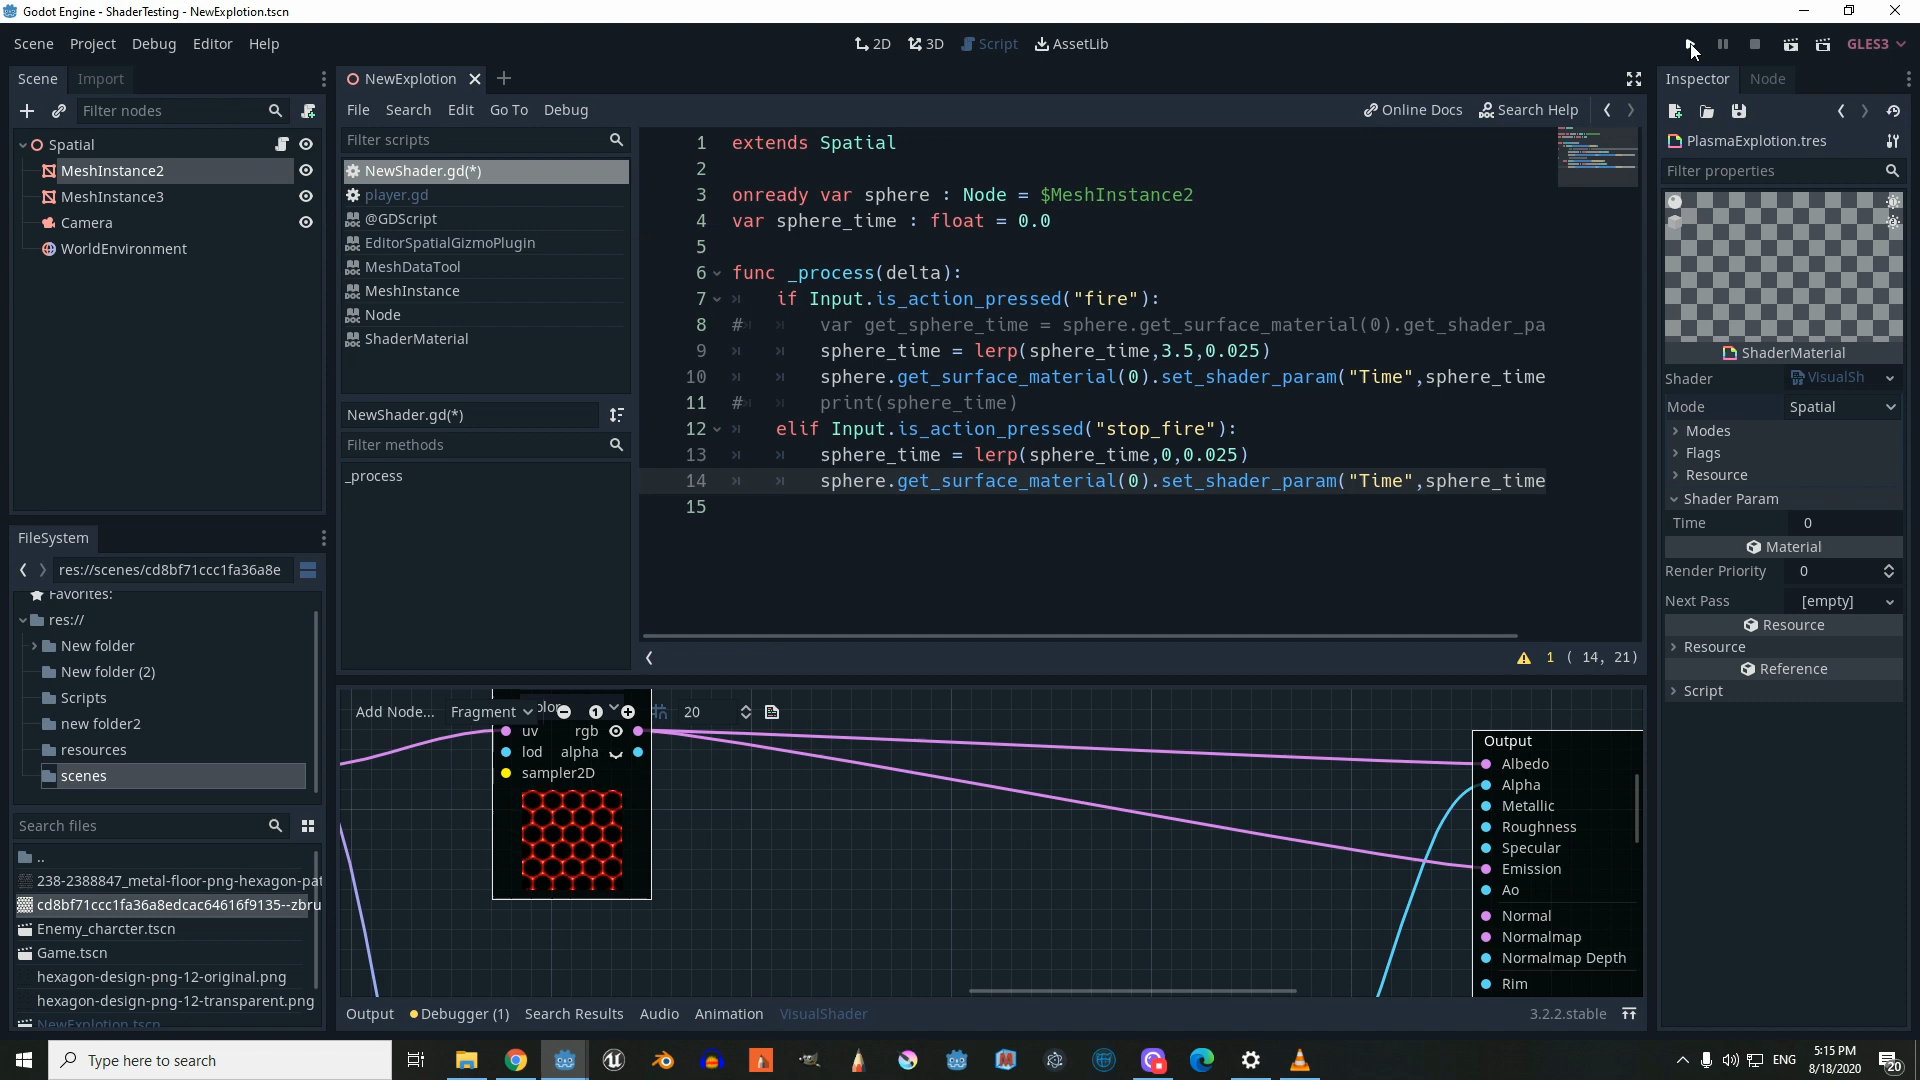 Godot Engine - ShaderTesting - NewExplotion.tscn
Scene Project Debug Editor Help
2D 3D Script AssetLib
GLES3
Scene Import
Filter nodes
Spatial
MeshInstance2
MeshInstance3
Camera
WorldEnvironment
FileSystem
res://scenes/cd8bf71ccc1fa36a8e
Favorites:
res://
New folder
New folder (2)
Scripts
new folder2
resources
scenes
Search files
..
238-2388847_metal-floor-png-hexagon-pat
cd8bf71ccc1fa36a8edcac64616f9135--zbru
Enemy_charcter.tscn
Game.tscn
hexagon-design-png-12-original.png
hexagon-design-png-12-transparent.png
NewExplotion.tscn
NewExplotion
File Search Edit Go To Debug
Online Docs Search Help
Filter scripts
NewShader.gd(*)
player.gd
@GDScript
EditorSpatialGizmoPlugin
MeshDataTool
MeshInstance
Node
ShaderMaterial
NewShader.gd(*)
Filter methods
_process
1 extends Spatial
2
3 onready var sphere : Node = $MeshInstance2
4 var sphere_time : float = 0.0
5
6 func _process(delta):
7 if Input.is_action_pressed("fire"):
8 # var get_sphere_time = sphere.get_surface_material(0).get_shader_pa
9 sphere_time = lerp(sphere_time,3.5,0.025)
10 sphere.get_surface_material(0).set_shader_param("Time",sphere_time
11 # print(sphere_time)
12 elif Input.is_action_pressed("stop_fire"):
13 sphere_time = lerp(sphere_time,0,0.025)
14 sphere.get_surface_material(0).set_shader_param("Time",sphere_time
15
1 ( 14, 21)
Add Node... Fragment 20
olor
uv rgb
lod alpha
sampler2D
Output
Albedo
Alpha
Metallic
Roughness
Specular
Emission
Ao
Normal
Normalmap
Normalmap Depth
Rim
Output Debugger (1) Search Results Audio Animation VisualShader
3.2.2.stable
Inspector Node
PlasmaExplotion.tres
Filter properties
ShaderMaterial
Shader VisualSh
Mode Spatial
Modes
Flags
Resource
Shader Param
Time 0
Material
Render Priority 0
Next Pass [empty]
Resource
Resource
Reference
Script
Type here to search
ENG
5:15 PM
8/18/2020
20